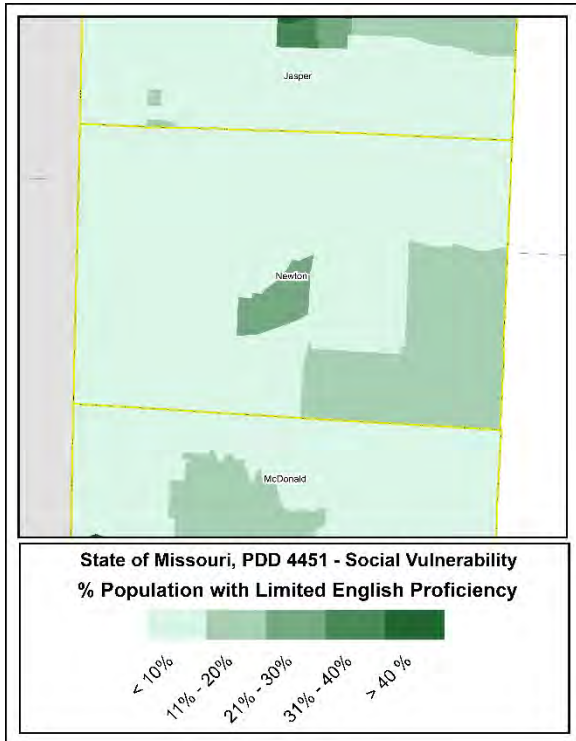 Jasper
Newton
McDonald
State of Missouri, PDD 4451 - Social Vulnerability
% Population with Limited English Proficiency
< 10%
11% - 20%
21% - 30%
31% - 40%
> 40 %